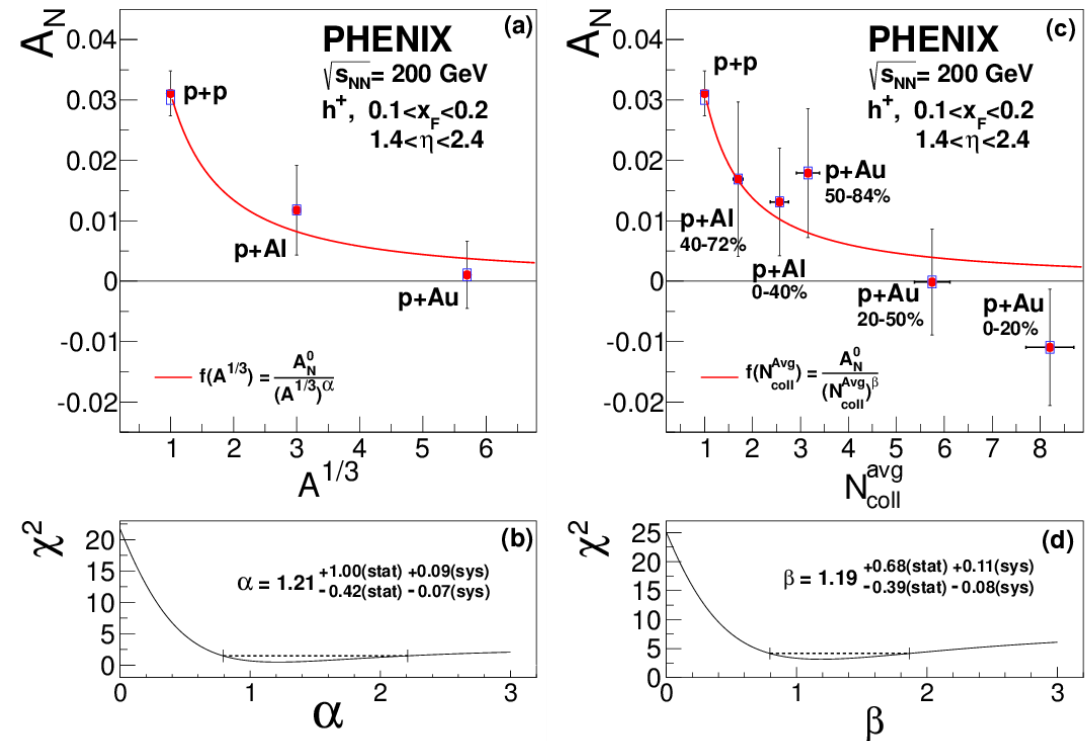 A_N
(a)
0.04
0.03
0.02
0.01
0
-0.01
-0.02
PHENIX
√s_NN = 200 GeV
h⁺, 0.1<x_F<0.2
1.4<η<2.4
p+p
p+Al
p+Au
f(A^1/3) = A_N^0 / (A^1/3)^α
1 2 3 4 5 6
A^1/3
A_N
(c)
0.04
0.03
0.02
0.01
0
-0.01
-0.02
PHENIX
√s_NN = 200 GeV
h⁺, 0.1<x_F<0.2
1.4<η<2.4
p+p
p+Au
50-84%
p+Al
40-72%
p+Al
0-40%
p+Au
20-50%
p+Au
0-20%
f(N_coll^Avg) = A_N^0 / (N_coll^Avg)^β
1 2 3 4 5 6 7 8
N_coll^avg
χ²
(b)
20
15
10
5
0
α = 1.21 +1.00(stat) +0.09(sys)
-0.42(stat) -0.07(sys)
0 1 2 3
α
χ²
(d)
25
20
15
10
5
0
β = 1.19 +0.68(stat) +0.11(sys)
-0.39(stat) -0.08(sys)
0 1 2 3
β